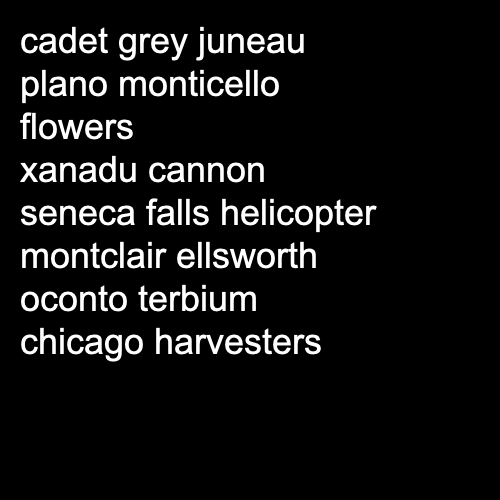 cadet grey juneau
plano monticello
flowers
xanadu cannon
seneca falls helicopter
montclair ellsworth
oconto terbium
chicago harvesters